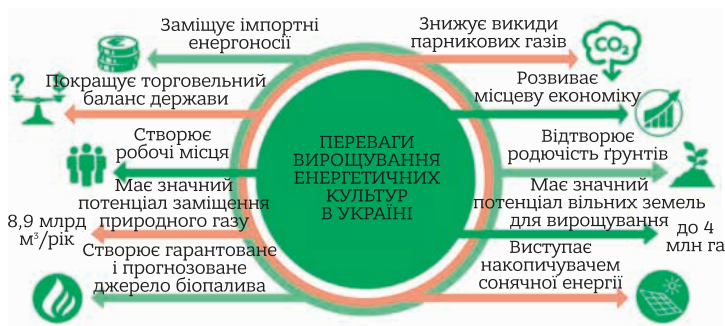 Заміщує імпортні
енергоносії
Покращує торговельний
баланс держави
Створює
робочі місця
Має значний
потенціал заміщення
природного газу
8,9 млрд
м³/рік
Створює гарантоване
і прогнозоване
джерело біопалива
ПЕРЕВАГИ
ВИРОЩУВАННЯ
ЕНЕРГЕТИЧНИХ
КУЛЬТУР
В УКРАЇНІ
Знижує викиди
парникових газів
CO₂
Розвиває
місцеву економіку
Відтворює
родючість ґрунтів
Має значний
потенціал вільних земель
для вирощування
до 4
млн га
Виступає
накопичувачем
сонячної енергії